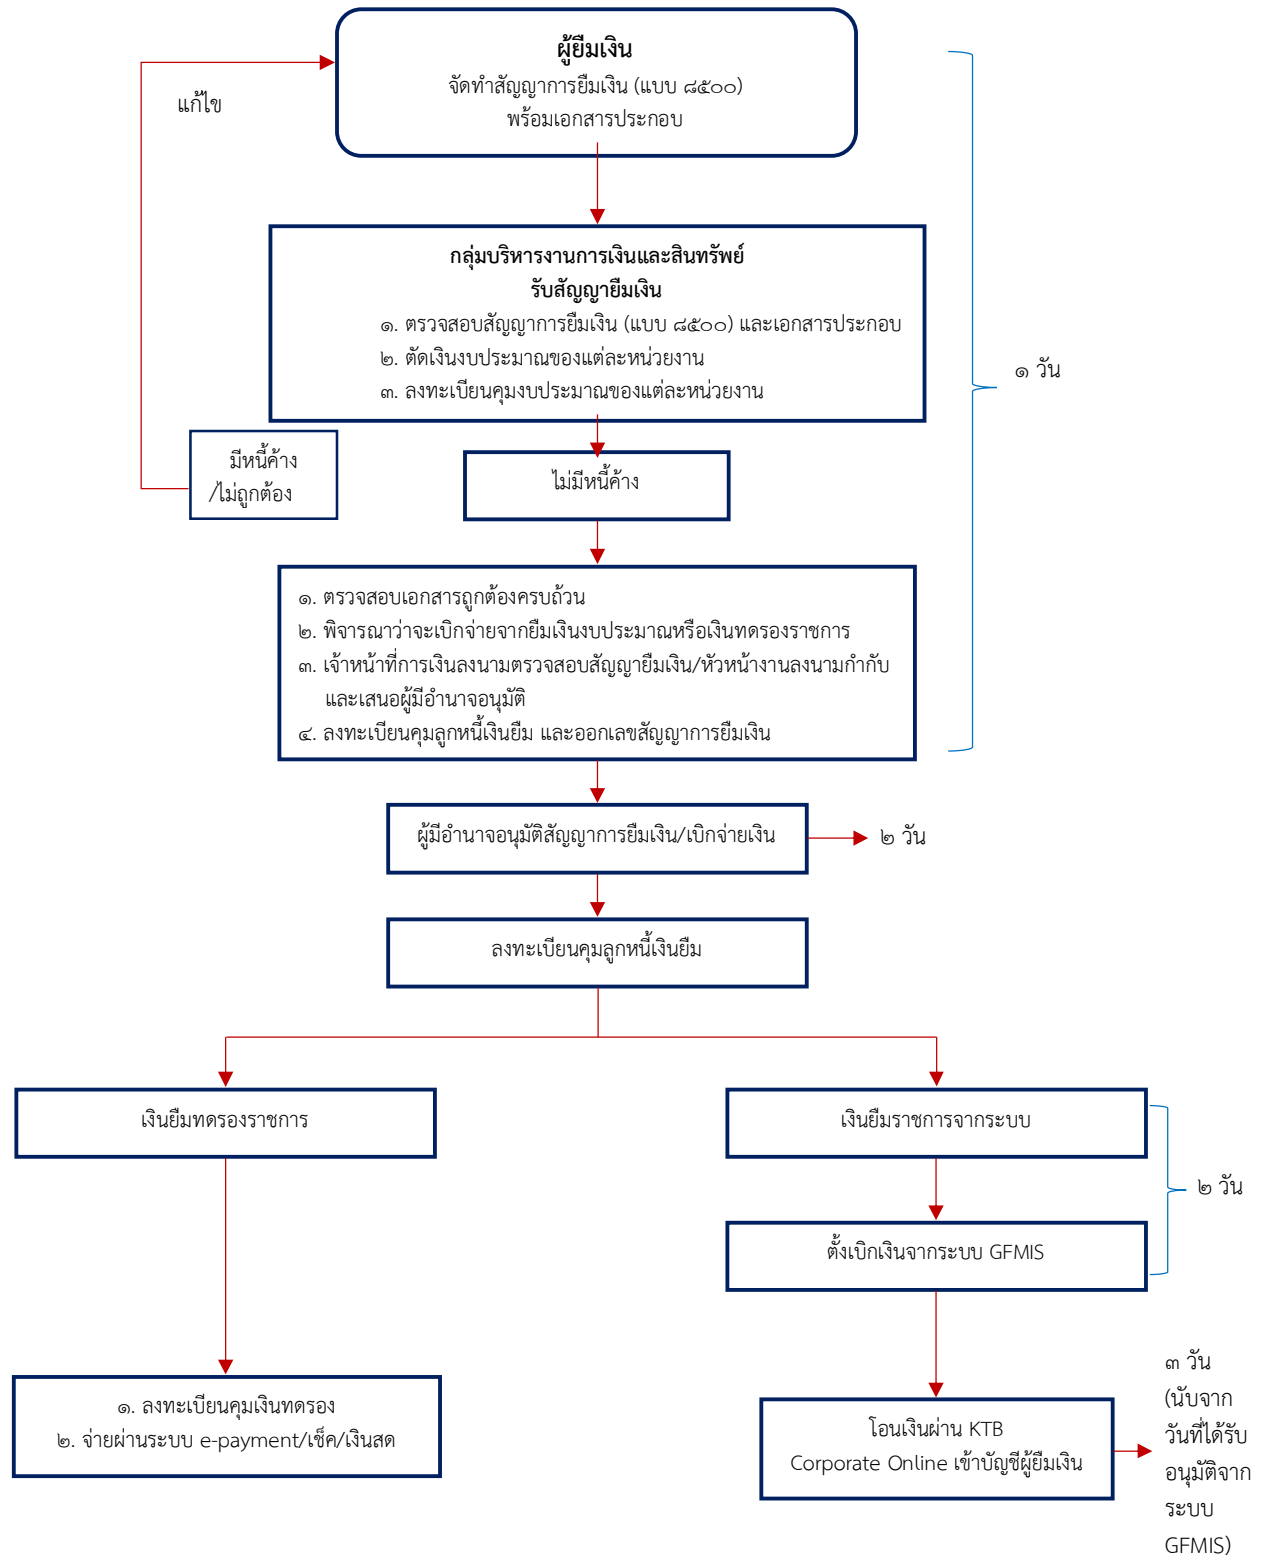 ผู้ยืมเงิน
จัดทำสัญญาการยืมเงิน (แบบ ๘๕๐๐)
พร้อมเอกสารประกอบ
แก้ไข
กลุ่มบริหารงานการเงินและสินทรัพย์
รับสัญญายืมเงิน
๑. ตรวจสอบสัญญาการยืมเงิน (แบบ ๘๕๐๐) และเอกสารประกอบ
๒. ตัดเงินงบประมาณของแต่ละหน่วยงาน
๓. ลงทะเบียนคุมงบประมาณของแต่ละหน่วยงาน
๑ วัน
มีหนี้ค้าง
/ไม่ถูกต้อง
ไม่มีหนี้ค้าง
๑. ตรวจสอบเอกสารถูกต้องครบถ้วน
๒. พิจารณาว่าจะเบิกจ่ายจากยืมเงินงบประมาณหรือเงินทดรองราชการ
๓. เจ้าหน้าที่การเงินลงนามตรวจสอบสัญญายืมเงิน/หัวหน้างานลงนามกำกับ
และเสนอผู้มีอำนาจอนุมัติ
๔. ลงทะเบียนคุมลูกหนี้เงินยืม และออกเลขสัญญาการยืมเงิน
ผู้มีอำนาจอนุมัติสัญญาการยืมเงิน/เบิกจ่ายเงิน
๒ วัน
ลงทะเบียนคุมลูกหนี้เงินยืม
เงินยืมทดรองราชการ
เงินยืมราชการจากระบบ
๒ วัน
ตั้งเบิกเงินจากระบบ GFMIS
๑. ลงทะเบียนคุมเงินทดรอง
๒. จ่ายผ่านระบบ e-payment/เช็ค/เงินสด
โอนเงินผ่าน KTB
Corporate Online เข้าบัญชีผู้ยืมเงิน
๓ วัน
(นับจาก
วันที่ได้รับ
อนุมัติจาก
ระบบ
GFMIS)